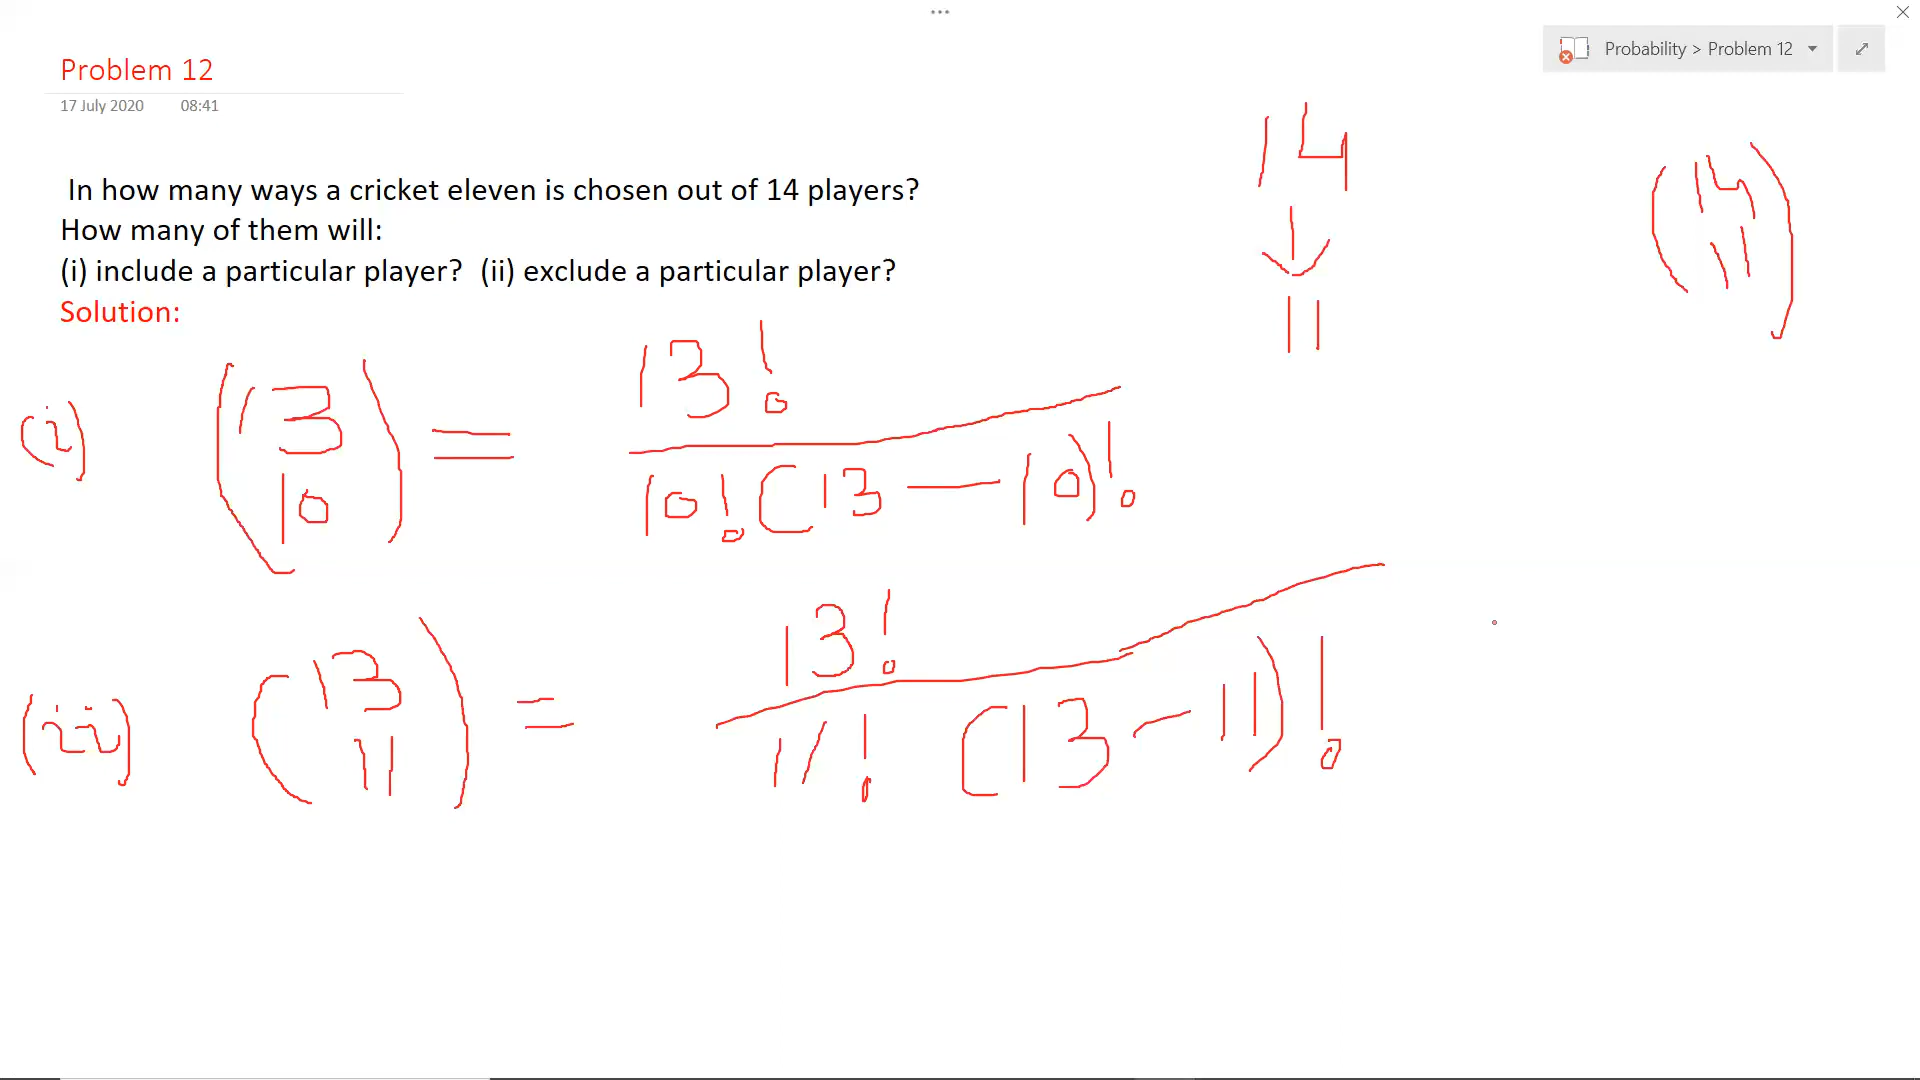 Problem 12
17 July 2020 08:41
Probability > Problem 12
In how many ways a cricket eleven is chosen out of 14 players?
How many of them will:
(i) include a particular player? (ii) exclude a particular player?
Solution:
14
↓
11
(14
11)
(i) (13
10) = 13!
10! (13 — 10)!
(ii) (13
11) = 13!
11! (13 - 11)!